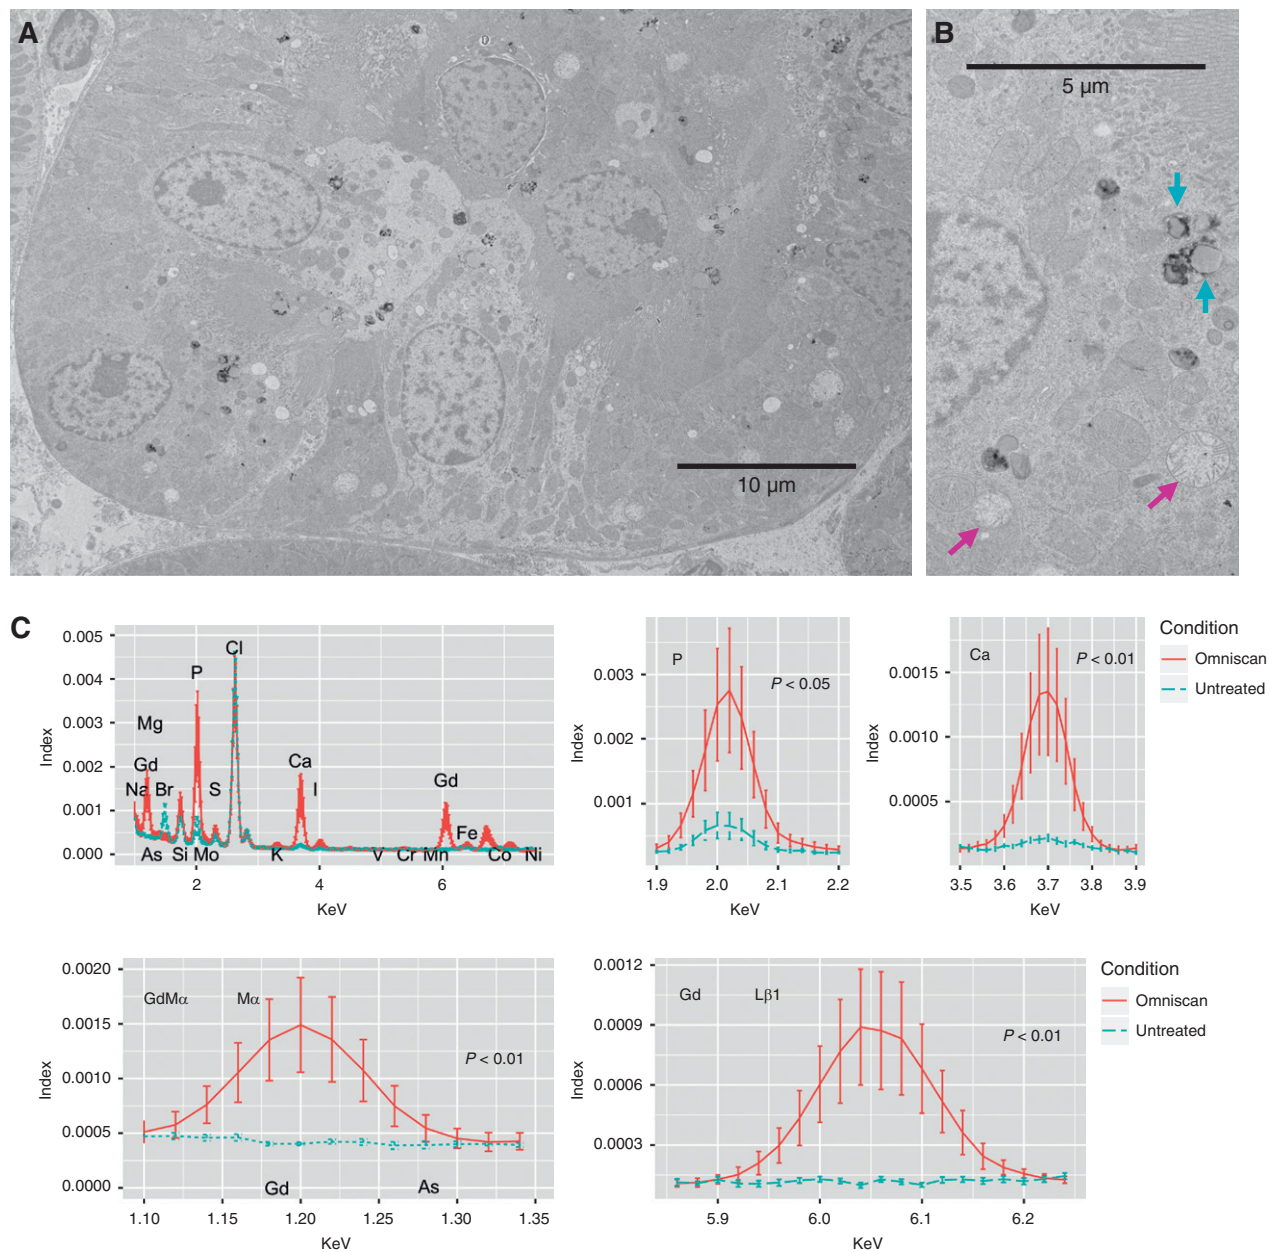 A
10 µm
B
5 µm
C
Index
0.005
0.004
0.003
0.002
0.001
0.000
Cl
P
Mg
Gd
Na
Br
S
Ca
I
Gd
Fe
As
Si
Mo
K
V
Cr
Mn
Co
Ni
2
4
6
KeV
Index
0.003
0.002
0.001
P
P < 0.05
1.9
2.0
2.1
2.2
KeV
Index
0.0015
0.0010
0.0005
Ca
P < 0.01
3.5
3.6
3.7
3.8
3.9
KeV
Condition
Omniscan
Untreated
Index
0.0020
0.0015
0.0010
0.0005
0.0000
GdMα
Mα
P < 0.01
Gd
As
1.10
1.15
1.20
1.25
1.30
1.35
KeV
Index
0.0012
0.0009
0.0006
0.0003
Gd
Lβ1
P < 0.01
5.9
6.0
6.1
6.2
KeV
Condition
Omniscan
Untreated